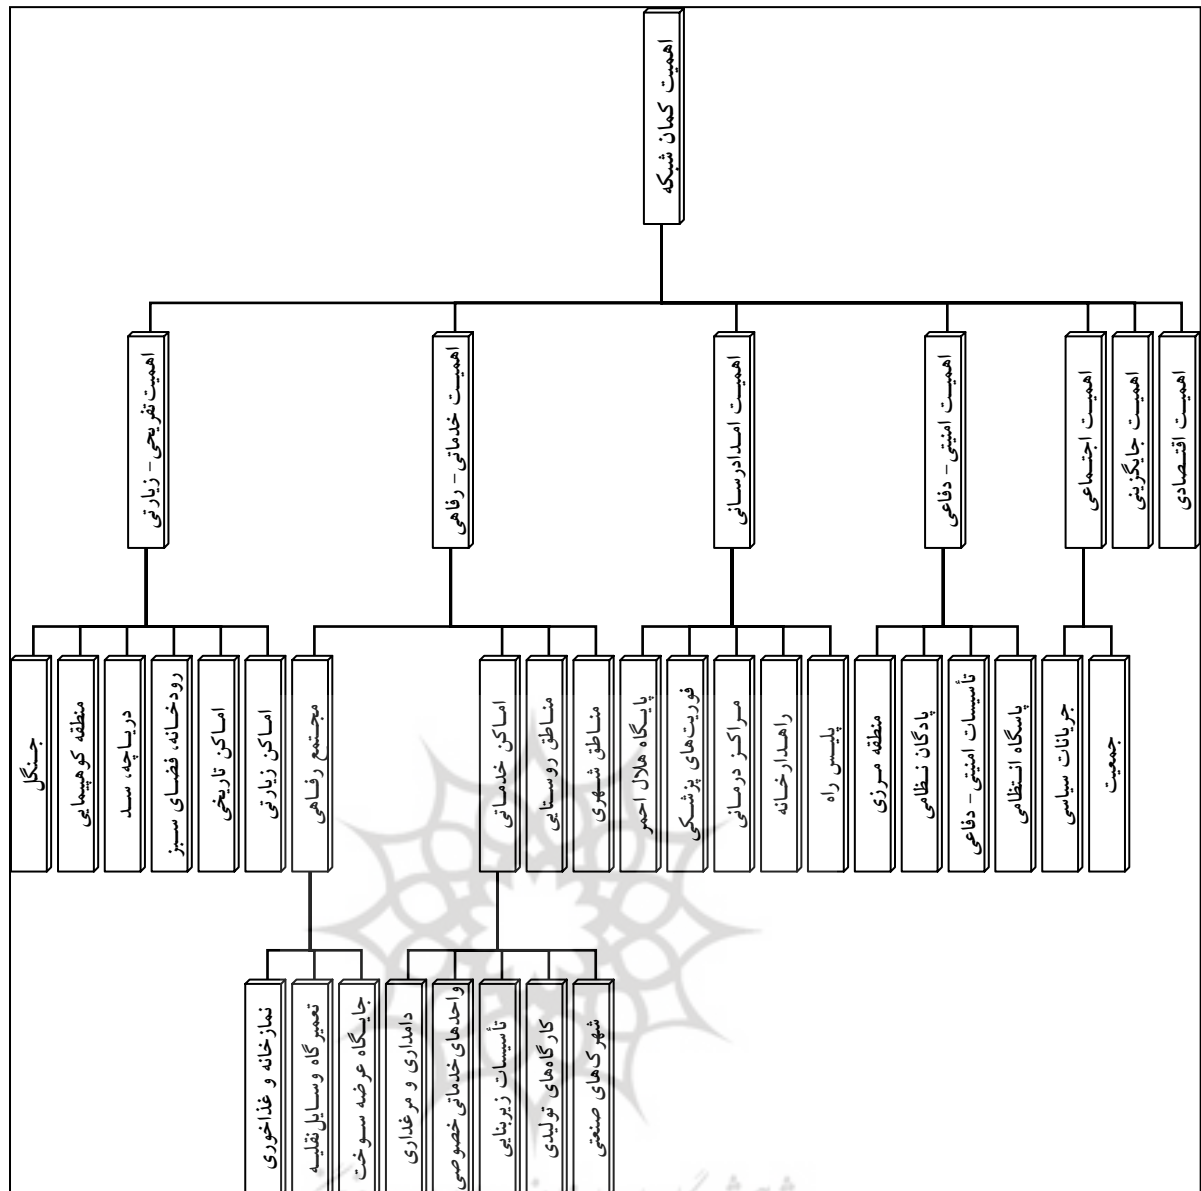 اهمیت کمان شبکه
اهمیت اقتصادی
اهمیت جایگزینی
اهمیت اجتماعی
اهمیت امنیتی - دفاعی
اهمیت امدادرسانی
اهمیت خدماتی - رفاهی
اهمیت تفریحی - زیارتی
جمعیت
جریانات سیاسی
پاسگاه انتظامی
تأسیسات امنیتی - دفاعی
پادگان نظامی
منطقه مرزی
پلیس راه
راهدارخانه
مراکز درمانی
فوریت‌های پزشکی
پایگاه هلال احمر
مناطق شهری
مناطق روستایی
اماکن خدماتی
مجتمع رفاهی
اماکن زیارتی
اماکن تاریخی
رودخانه، فضای سبز
دریاچه، سد
منطقه کوهپیمایی
جنگل
شهرک‌های صنعتی
کارگاه‌های تولیدی
تأسیسات زیربنایی
واحدهای خدماتی خصوصی
دامداری و مرغداری
جایگاه عرضه سوخت
تعمیرگاه وسایل نقلیه
نمازخانه و غذاخوری